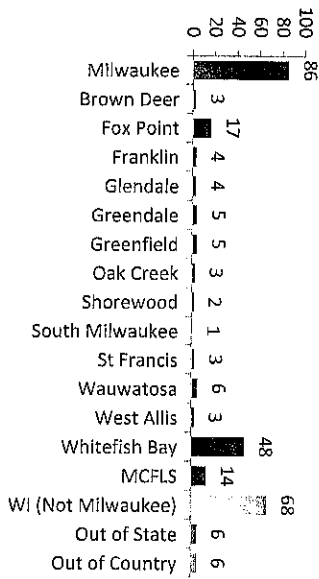 0 20 40 60 80 100
Milwaukee 86
Brown Deer 3
Fox Point 17
Franklin 4
Glendale 4
Greendale 5
Greenfield 5
Oak Creek 3
Shorewood 2
South Milwaukee 1
St Francis 3
Wauwatosa 6
West Allis 3
Whitefish Bay 48
MCFLS 14
WI (Not Milwaukee) 68
Out of State 6
Out of Country 6